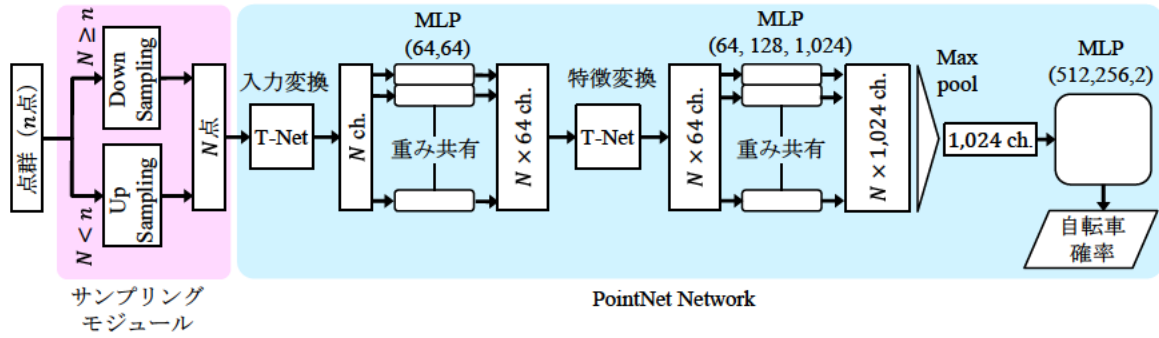 点群（n点）
N ≥ n
Down
Sampling
N < n
Up
Sampling
N点
サンプリング
モジュール
入力変換
T-Net
N ch.
MLP
(64,64)
重み共有
N × 64 ch.
特徴変換
T-Net
N × 64 ch.
MLP
(64, 128, 1,024)
重み共有
N × 1,024 ch.
Max
pool
1,024 ch.
MLP
(512,256,2)
自転車
確率
PointNet Network